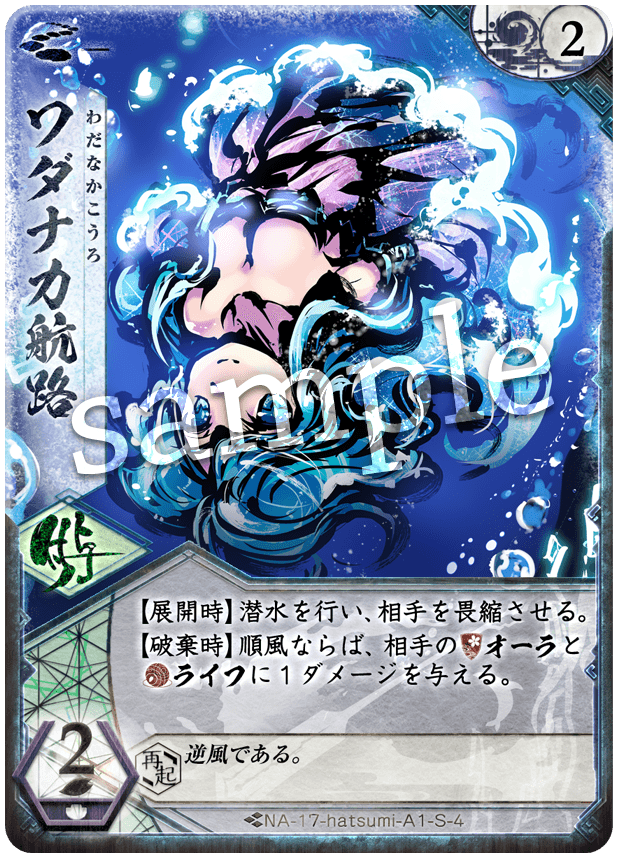 2
ワダナカ航路
わだなかこうろ
sample
【展開時】潜水を行い、相手を畏縮させる。
【破棄時】順風ならば、相手のオーラと
ライフに1ダメージを与える。
2
再起
逆風である。
NA-17-hatsumi-A1-S-4